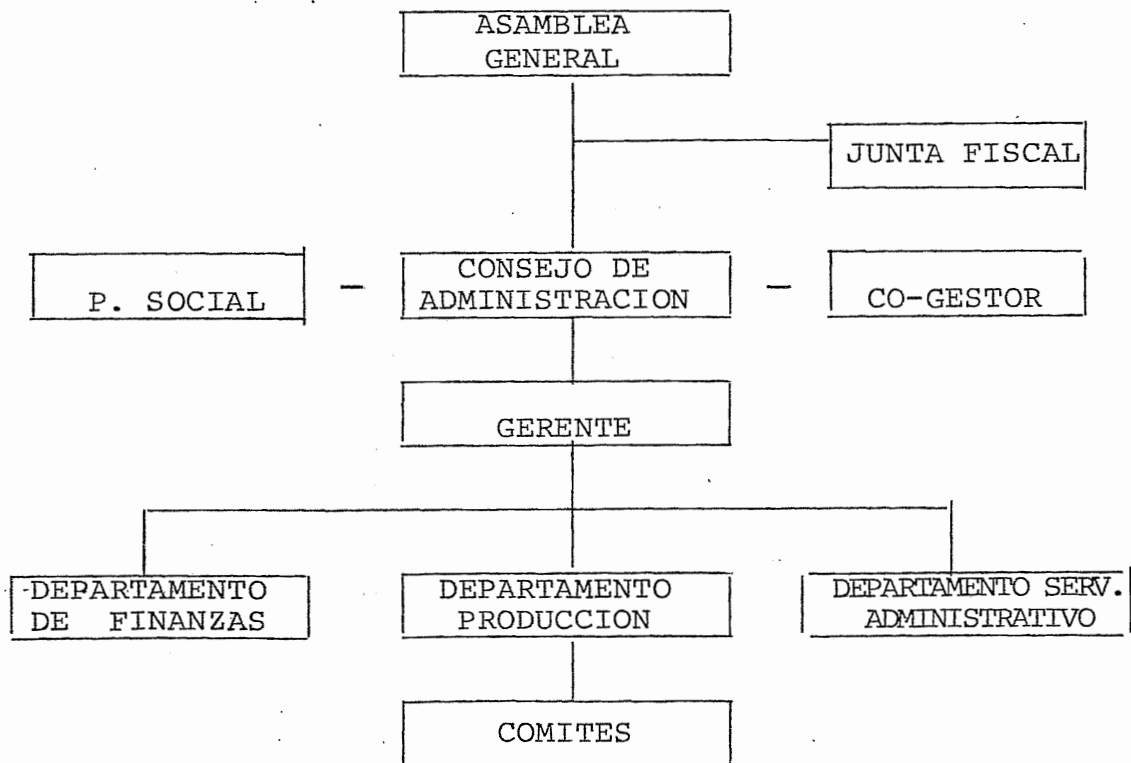 ASAMBLEA
GENERAL
JUNTA FISCAL
P. SOCIAL
CONSEJO DE
ADMINISTRACION
CO-GESTOR
GERENTE
DEPARTAMENTO
DE FINANZAS
DEPARTAMENTO
PRODUCCION
DEPARTAMENTO SERV.
ADMINISTRATIVO
COMITES